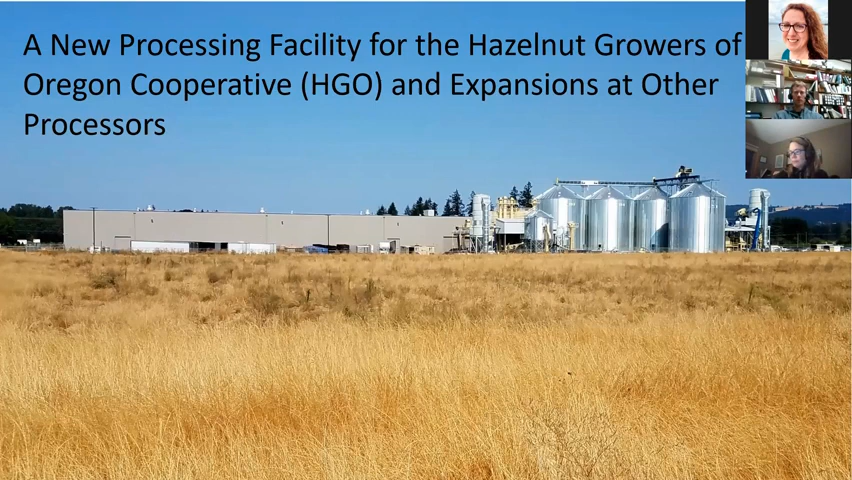 A New Processing Facility for the Hazelnut Growers of
Oregon Cooperative (HGO) and Expansions at Other
Processors